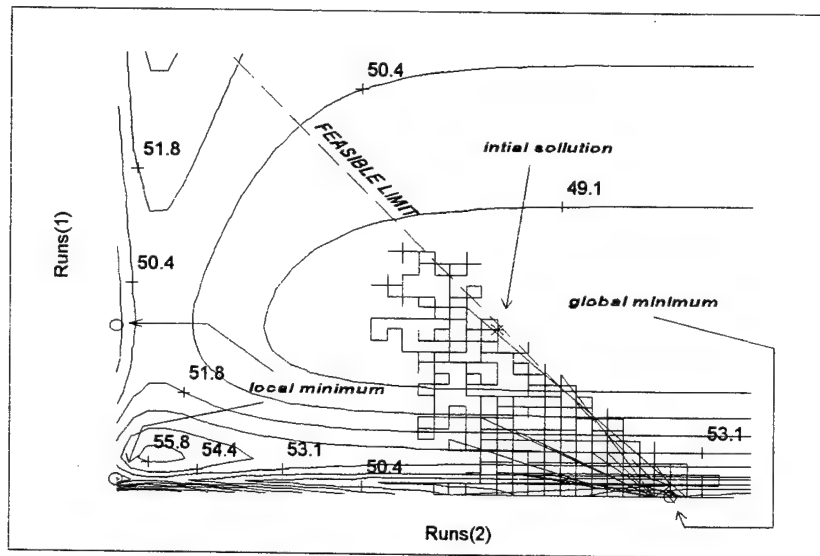 50.4
51.8
FEASIBLE LIMIT
intial sollution
49.1
Runs(1)
50.4
global minimum
51.8
local minimum
55.8
54.4
53.1
53.1
50.4
Runs(2)